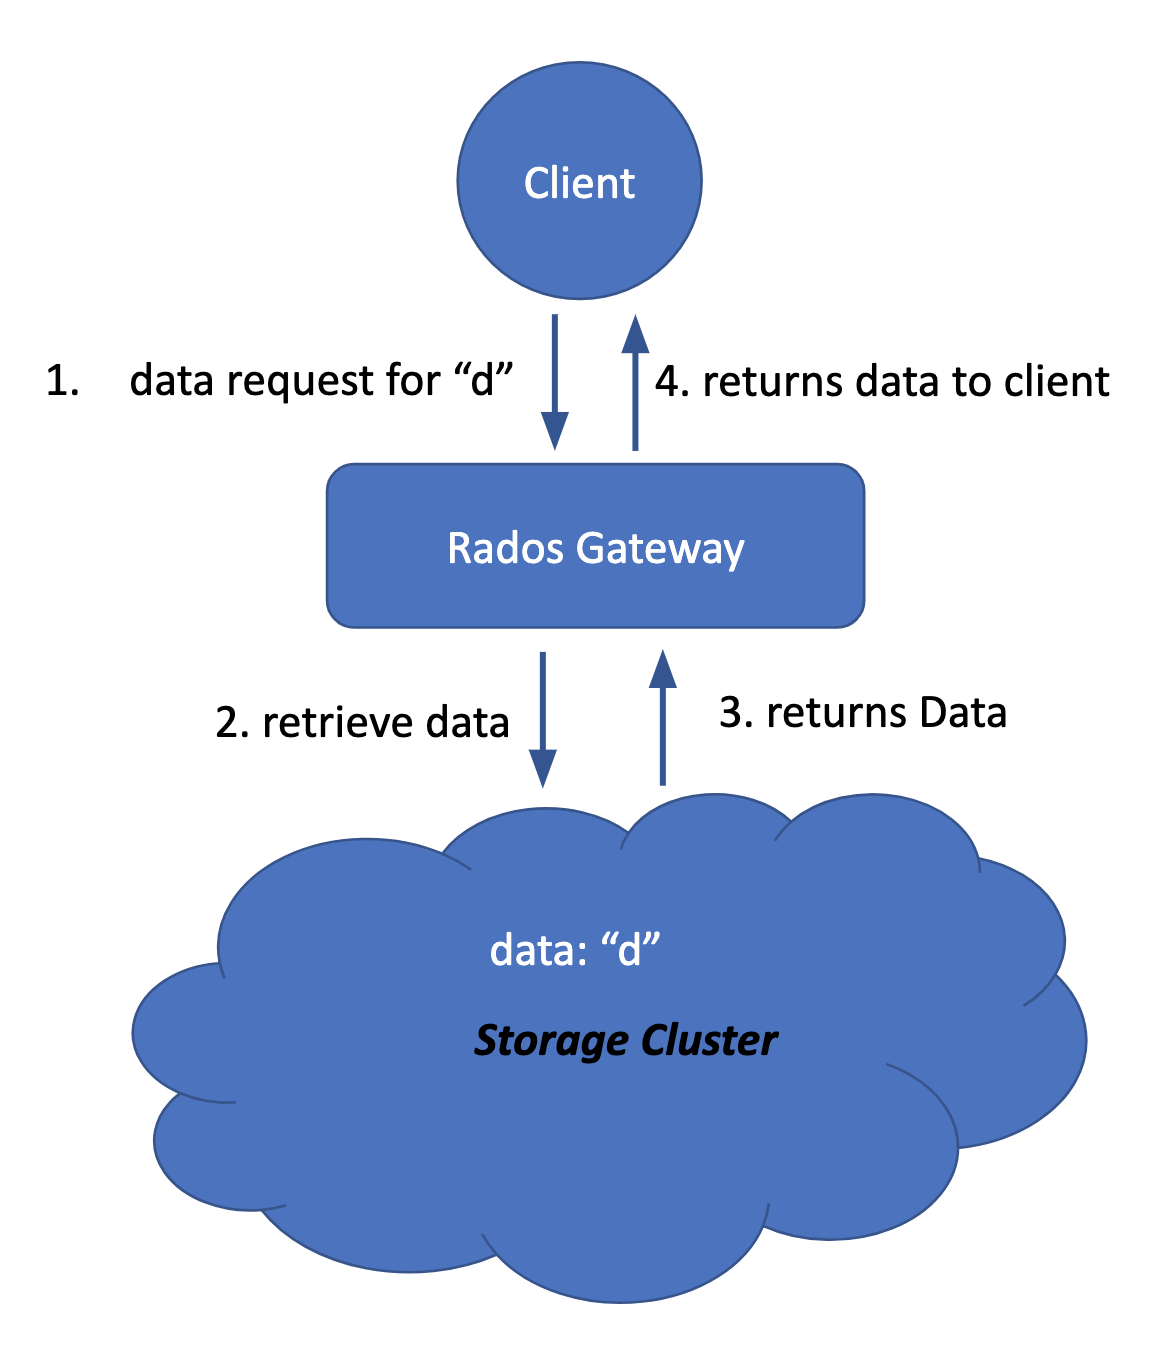 Client
1. data request for “d”
4. returns data to client
Rados Gateway
2. retrieve data
3. returns Data
data: “d”
Storage Cluster